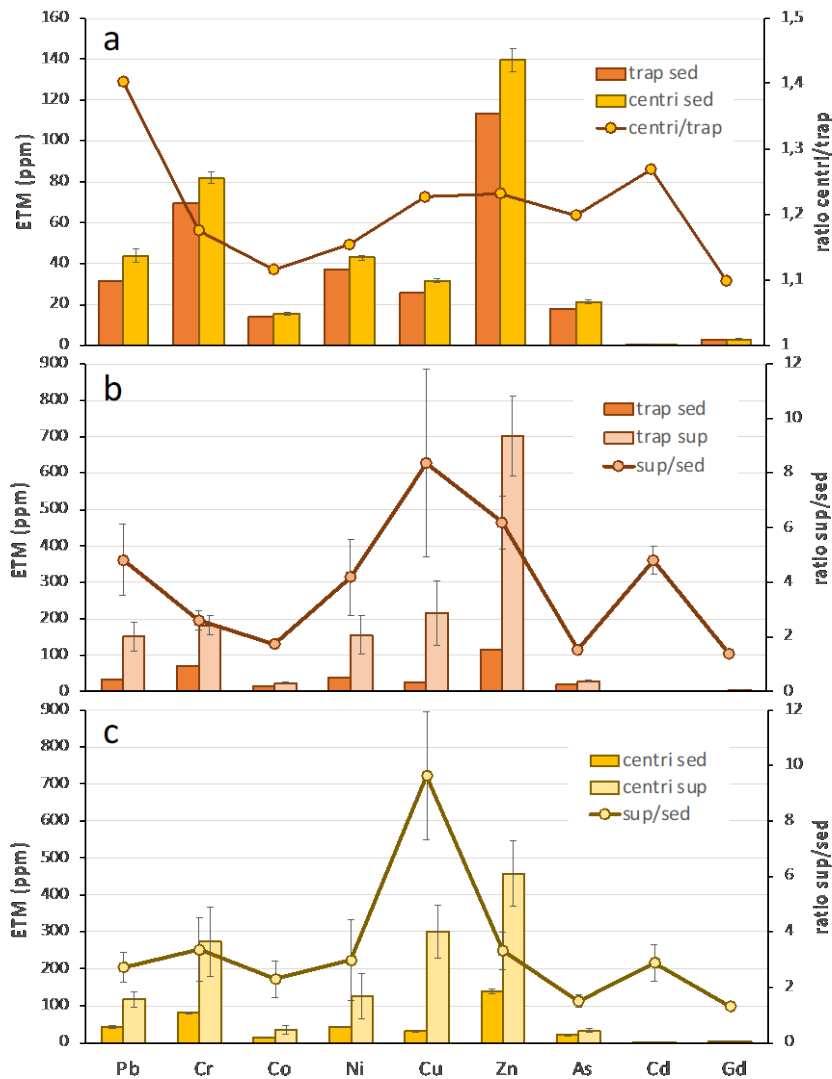 a
160
140
120
100
80
60
40
20
0
ETM (ppm)
trap sed
centri sed
centri/trap
1,5
1,4
1,3
1,2
1,1
1
ratio centri/trap
b
900
800
700
600
500
400
300
200
100
0
ETM (ppm)
trap sed
trap sup
sup/sed
12
10
8
6
4
2
0
ratio sup/sed
c
900
800
700
600
500
400
300
200
100
0
ETM (ppm)
centri sed
centri sup
sup/sed
12
10
8
6
4
2
0
ratio sup/sed
Pb Cr Co Ni Cu Zn As Cd Gd